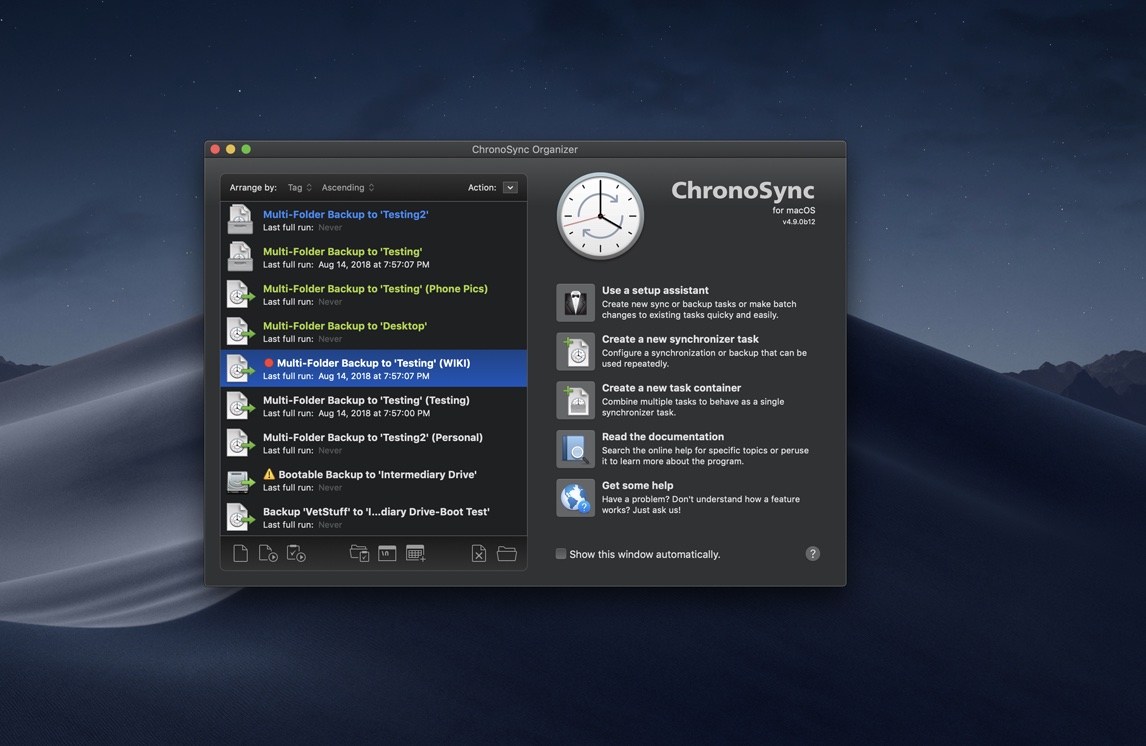 ChronoSync Organizer
Arrange by: Tag Ascending Action:
Multi-Folder Backup to 'Testing2'
Last full run: Never
Multi-Folder Backup to 'Testing'
Last full run: Aug 14, 2018 at 7:57:07 PM
Multi-Folder Backup to 'Testing' (Phone Pics)
Last full run: Never
Multi-Folder Backup to 'Desktop'
Last full run: Never
Multi-Folder Backup to 'Testing' (WIKI)
Last full run: Aug 14, 2018 at 7:57:07 PM
Multi-Folder Backup to 'Testing' (Testing)
Last full run: Aug 14, 2018 at 7:57:00 PM
Multi-Folder Backup to 'Testing2' (Personal)
Last full run: Never
Bootable Backup to 'Intermediary Drive'
Last full run: Never
Backup 'VetStuff' to 'I...diary Drive-Boot Test'
Last full run: Never
ChronoSync
for macOS
v4.9.0b12
Use a setup assistant
Create new sync or backup tasks or make batch
changes to existing tasks quickly and easily.
Create a new synchronizer task
Configure a synchronization or backup that can be
used repeatedly.
Create a new task container
Combine multiple tasks to behave as a single
synchronizer task.
Read the documentation
Search the online help for specific topics or peruse
it to learn more about the program.
Get some help
Have a problem? Don't understand how a feature
works? Just ask us!
Show this window automatically.
?